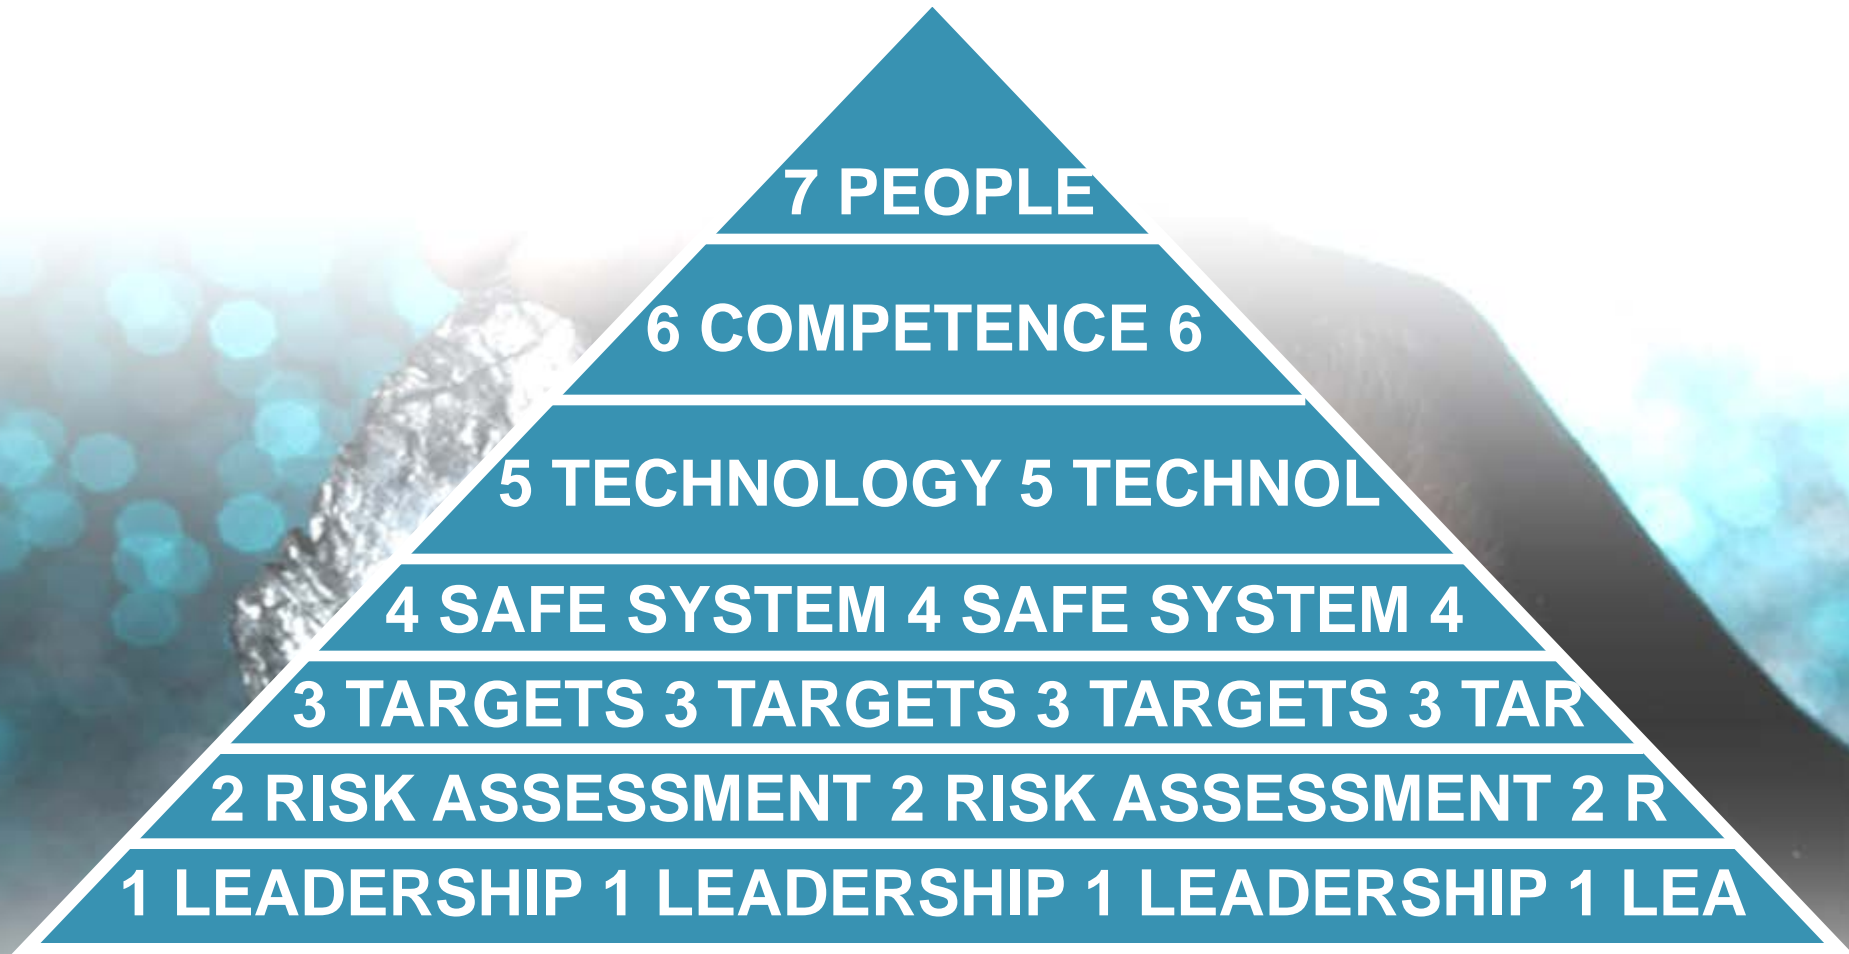 7 PEOPLE
6 COMPETENCE 6
5 TECHNOLOGY 5 TECHNOL
4 SAFE SYSTEM 4 SAFE SYSTEM 4
3 TARGETS 3 TARGETS 3 TARGETS 3 TAR
2 RISK ASSESSMENT 2 RISK ASSESSMENT 2 R
1 LEADERSHIP 1 LEADERSHIP 1 LEADERSHIP 1 LEA